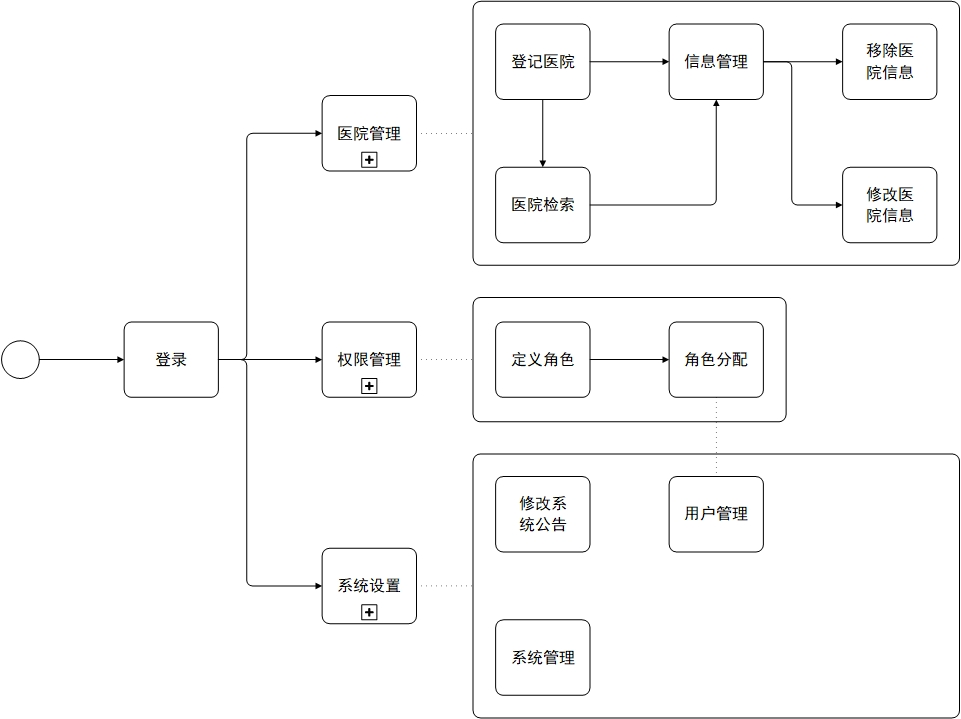 登记医院
信息管理
移除医
院信息
医院管理
医院检索
修改医
院信息
登录
权限管理
定义角色
角色分配
修改系
统公告
用户管理
系统设置
系统管理